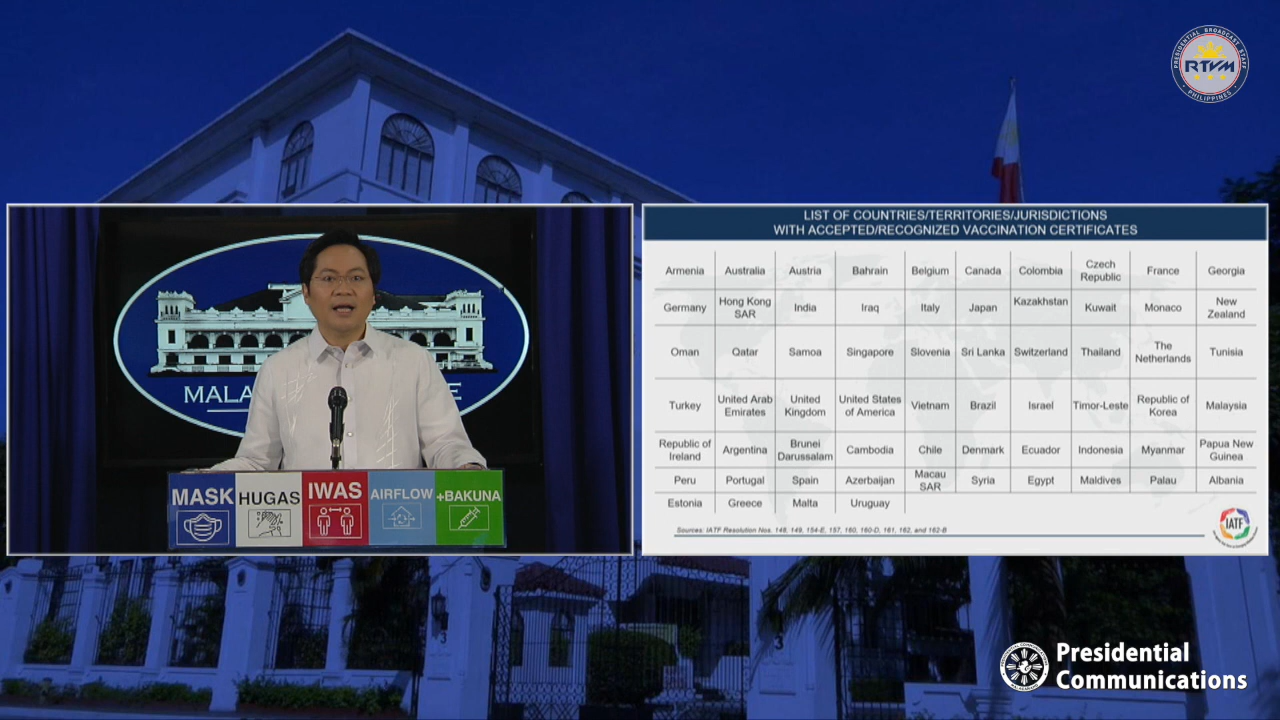 PRESIDENTIAL BROADCAST STAFF
RTVM
PHILIPPINES
LIST OF COUNTRIES/TERRITORIES/JURISDICTIONS
WITH ACCEPTED/RECOGNIZED VACCINATION CERTIFICATES
Armenia Australia Austria Bahrain Belgium Canada Colombia Czech Republic France Georgia
Germany Hong Kong SAR India Iraq Italy Japan Kazakhstan Kuwait Monaco New Zealand
Oman Qatar Samoa Singapore Slovenia Sri Lanka Switzerland Thailand The Netherlands Tunisia
Turkey United Arab Emirates United Kingdom United States of America Vietnam Brazil Israel Timor-Leste Republic of Korea Malaysia
Republic of Ireland Argentina Brunei Darussalam Cambodia Chile Denmark Ecuador Indonesia Myanmar Papua New Guinea
Peru Portugal Spain Azerbaijan Macau SAR Syria Egypt Maldives Palau Albania
Estonia Greece Malta Uruguay
Sources: IATF Resolution Nos. 148, 149, 154-E, 157, 160, 160-D, 161, 162, and 162-B
IATF
MALA
E
MASK HUGAS IWAS AIRFLOW +BAKUNA
Presidential
Communications